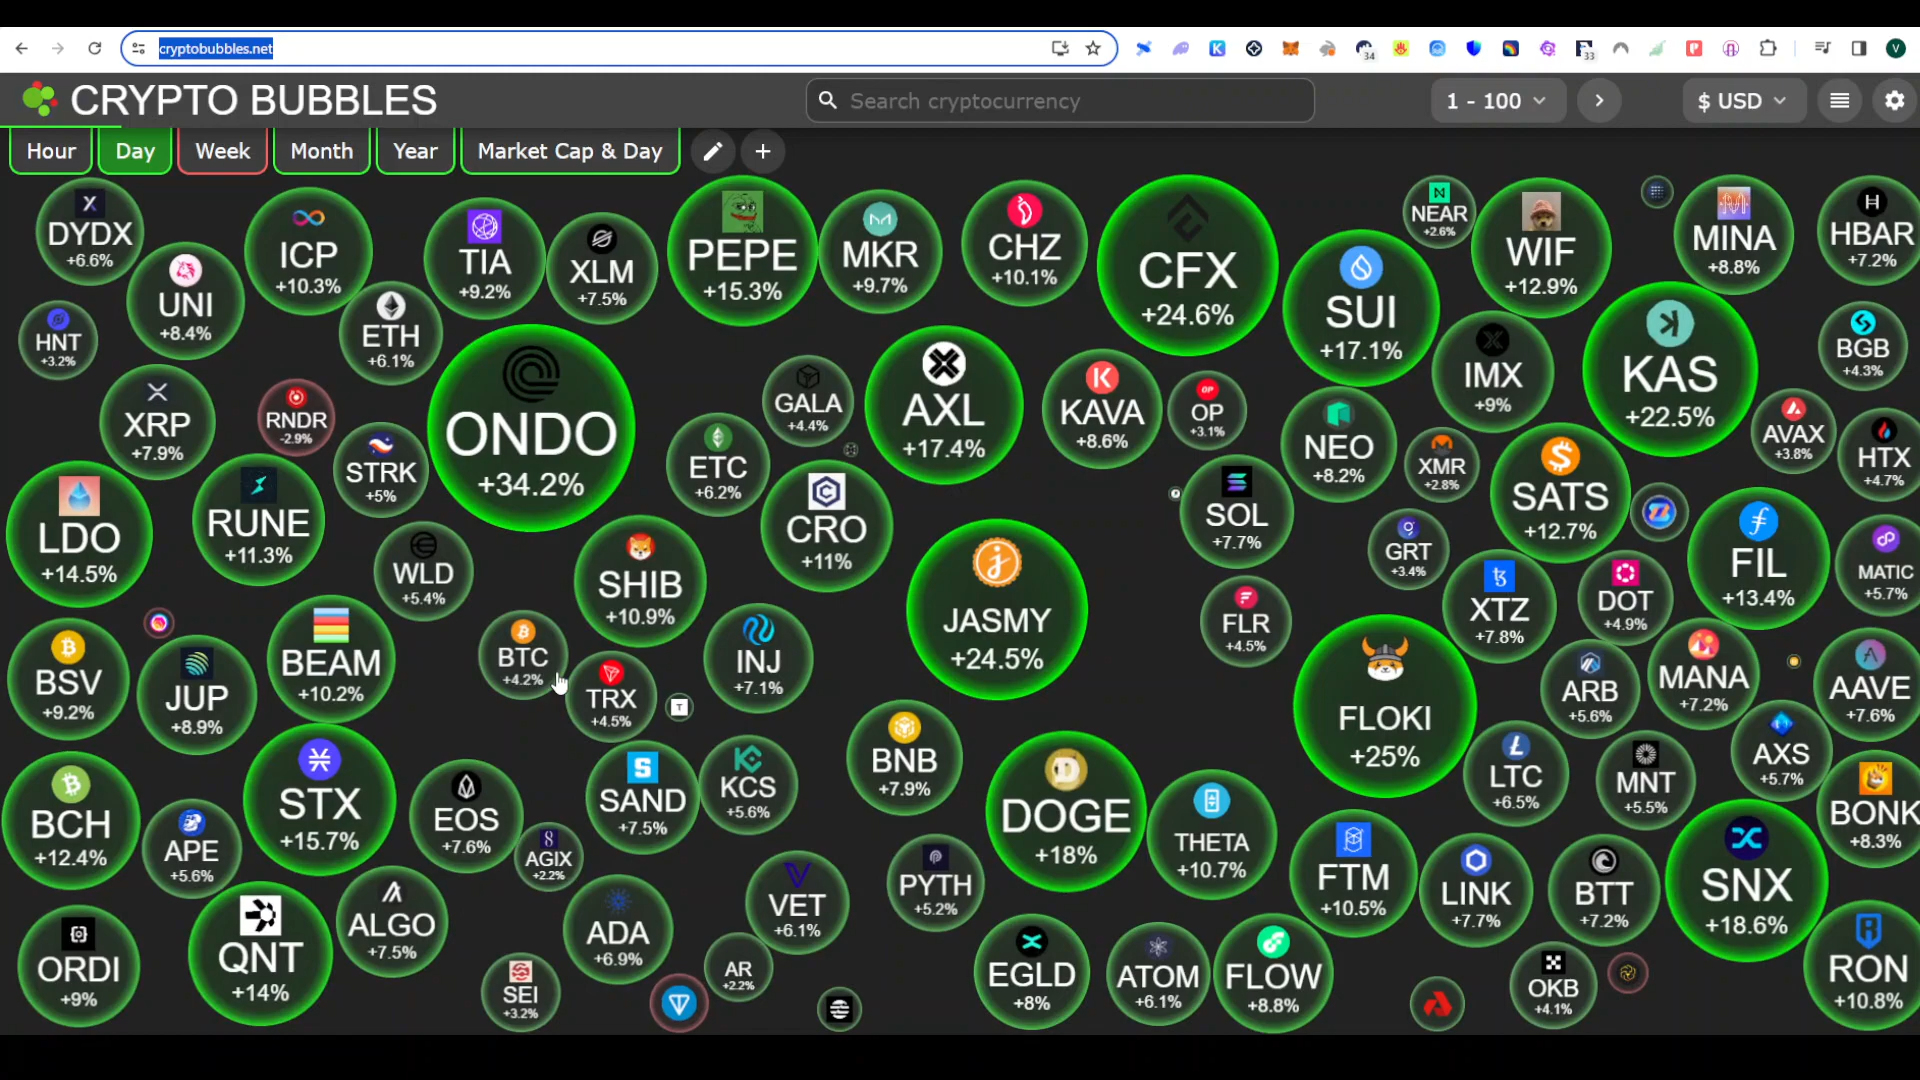 cryptobubbles.net
34
33
V
CRYPTO BUBBLES
Search cryptocurrency
1 - 100
$ USD
Hour
Day
Week
Month
Year
Market Cap & Day
DYDX
+6.6%
UNI
+8.4%
ICP
+10.3%
TIA
+9.2%
XLM
+7.5%
PEPE
+15.3%
MKR
+9.7%
CHZ
+10.1%
CFX
+24.6%
SUI
+17.1%
NEAR
+2.6%
WIF
+12.9%
MINA
+8.8%
HBAR
+7.2%
HNT
+3.2%
ETH
+6.1%
XRP
+7.9%
RNDR
-2.9%
STRK
+5%
ONDO
+34.2%
ETC
+6.2%
GALA
+4.4%
AXL
+17.4%
KAVA
+8.6%
OP
OP
+3.1%
NEO
+8.2%
IMX
+9%
XMR
+2.8%
KAS
+22.5%
BGB
+4.3%
AVAX
+3.8%
HTX
+4.7%
LDO
+14.5%
RUNE
+11.3%
WLD
+5.4%
SHIB
+10.9%
CRO
+11%
JASMY
+24.5%
SOL
+7.7%
GRT
+3.4%
SATS
+12.7%
FIL
+13.4%
MATIC
+5.7%
BSV
+9.2%
JUP
+8.9%
BEAM
+10.2%
BTC
+4.2%
TRX
+4.5%
T
INJ
+7.1%
FLR
+4.5%
FLOKI
+25%
XTZ
+7.8%
DOT
+4.9%
ARB
+5.6%
MANA
+7.2%
AAVE
+7.6%
BCH
+12.4%
APE
+5.6%
STX
+15.7%
EOS
+7.6%
AGIX
+2.2%
SAND
+7.5%
KCS
+5.6%
BNB
+7.9%
DOGE
+18%
THETA
+10.7%
LTC
+6.5%
MNT
+5.5%
AXS
+5.7%
BONK
+8.3%
ORDI
+9%
QNT
+14%
ALGO
+7.5%
SEI
+3.2%
ADA
+6.9%
AR
+2.2%
VET
+6.1%
PYTH
+5.2%
EGLD
+8%
ATOM
+6.1%
FLOW
+8.8%
FTM
+10.5%
LINK
+7.7%
BTT
+7.2%
OKB
+4.1%
SNX
+18.6%
RON
+10.8%